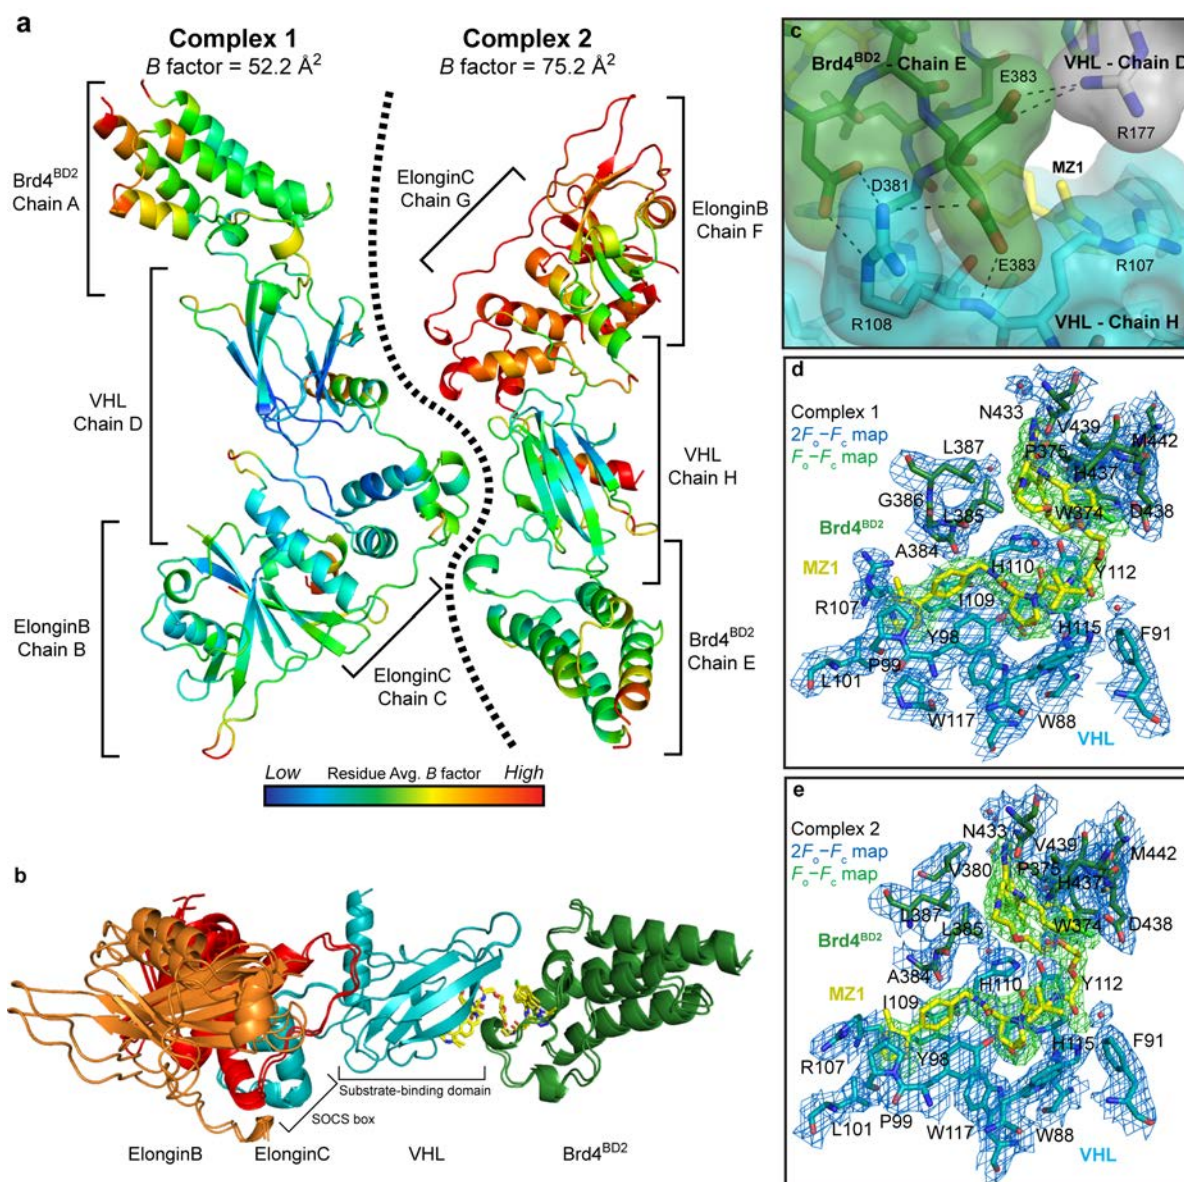 a
Complex 1
B factor = 52.2 Å²
Complex 2
B factor = 75.2 Å²
Brd4ᴮᴰ²
Chain A
VHL
Chain D
ElonginB
Chain B
ElonginC
Chain C
ElonginC
Chain G
ElonginB
Chain F
VHL
Chain H
Brd4ᴮᴰ²
Chain E
Low
Residue Avg. B factor
High
b
Substrate-binding domain
SOCS box
ElonginB
ElonginC
VHL
Brd4ᴮᴰ²
c
Brd4ᴮᴰ² - Chain E
VHL - Chain D
E383
R177
MZ1
D381
E383
R107
R108
VHL - Chain H
d
Complex 1
2Fₒ−F꜀ map
Fₒ−F꜀ map
N433
V439
P375
M442
L387
H437
G386
L385
W374
D438
Brd4ᴮᴰ²
A384
H110
Y112
MZ1
I109
R107
Y98
H115
F91
P99
L101
W117
W88
VHL
e
Complex 2
2Fₒ−F꜀ map
Fₒ−F꜀ map
N433
V439
M442
V380
P375
H437
L387
W374
D438
L385
Brd4ᴮᴰ²
A384
H110
Y112
MZ1
I109
H115
F91
R107
Y98
P99
L101
W117
W88
VHL